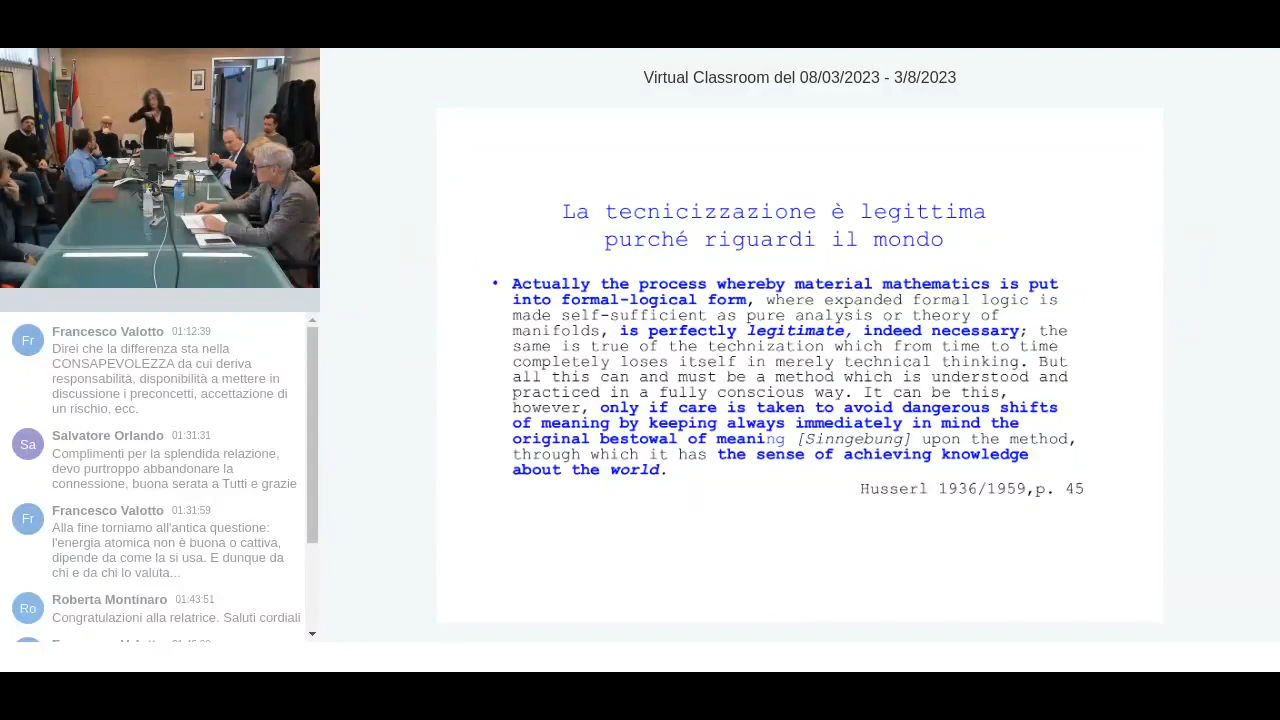 Virtual Classroom del 08/03/2023 - 3/8/2023
La tecnicizzazione è legittima
purché riguardi il mondo
• Actually the process whereby material mathematics is put
into formal-logical form, where expanded formal logic is
made self-sufficient as pure analysis or theory of
manifolds, is perfectly legitimate, indeed necessary; the
same is true of the technization which from time to time
completely loses itself in merely technical thinking. But
all this can and must be a method which is understood and
practiced in a fully conscious way. It can be this,
however, only if care is taken to avoid dangerous shifts
of meaning by keeping always immediately in mind the
original bestowal of meaning [Sinngebung] upon the method,
through which it has the sense of achieving knowledge
about the world.
Husserl 1936/1959,p. 45
Fr
Francesco Valotto 01:12:39
Direi che la differenza sta nella
CONSAPEVOLEZZA da cui deriva
responsabilità, disponibilità a mettere in
discussione i preconcetti, accettazione di
un rischio, ecc.
Sa
Salvatore Orlando 01:31:31
Complimenti per la splendida relazione,
devo purtroppo abbandonare la
connessione, buona serata a Tutti e grazie
Fr
Francesco Valotto 01:31:59
Alla fine torniamo all'antica questione:
l'energia atomica non è buona o cattiva,
dipende da come la si usa. E dunque da
chi e da chi lo valuta...
Ro
Roberta Montinaro 01:43:51
Congratulazioni alla relatrice. Saluti cordiali